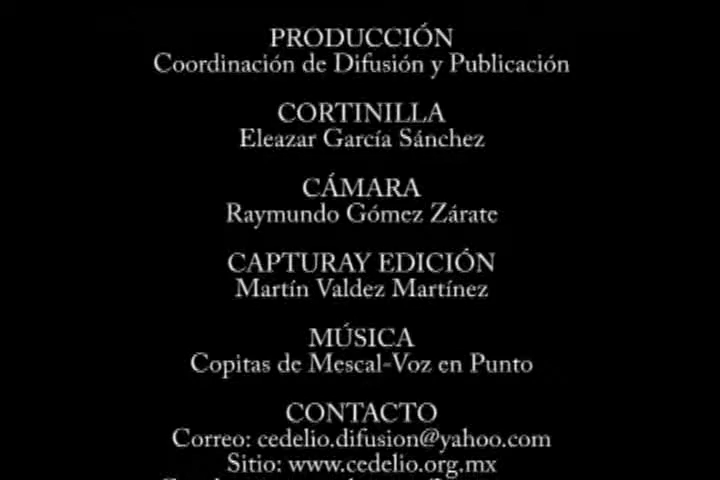 PRODUCCIÓN
Coordinación de Difusión y Publicación
CORTINILLA
Eleazar García Sánchez
CÁMARA
Raymundo Gómez Zárate
CAPTURAY EDICIÓN
Martín Valdez Martínez
MÚSICA
Copitas de Mescal-Voz en Punto
CONTACTO
Correo: cedelio.difusion@yahoo.com
Sitio: www.cedelio.org.mx